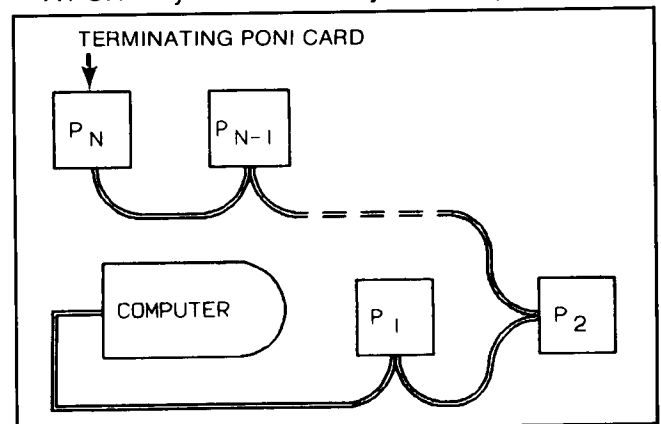 TERMINATING PONI CARD
P N
P N-1
COMPUTER
P 1
P 2